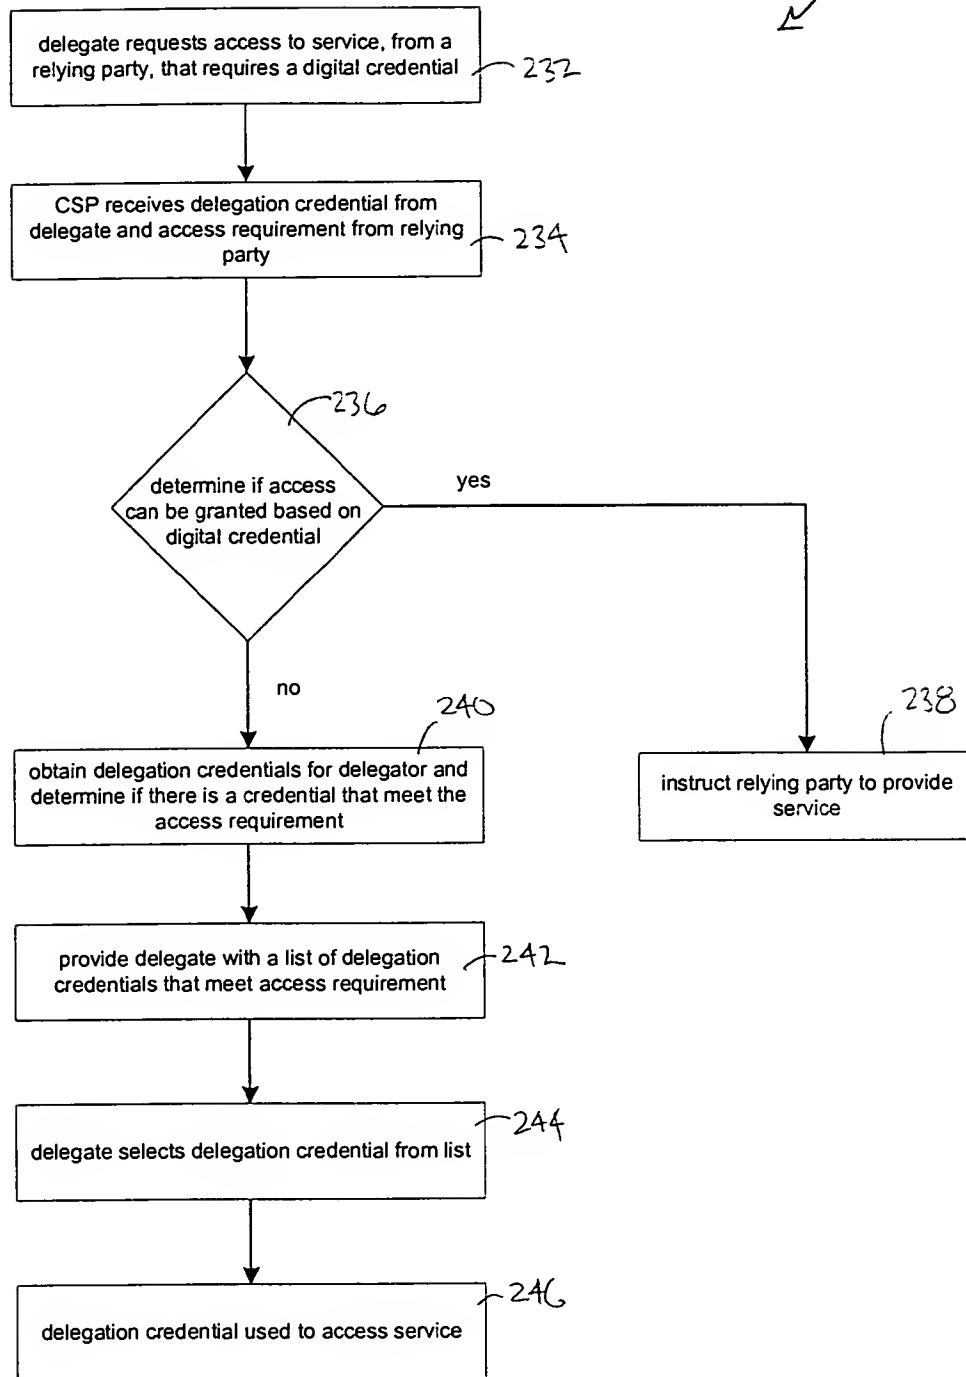 delegate requests access to service, from a
relying party, that requires a digital credential
232
CSP receives delegation credential from
delegate and access requirement from relying
party
234
236
determine if access
can be granted based on
digital credential
yes
no
240
238
obtain delegation credentials for delegator and
determine if there is a credential that meet the
access requirement
instruct relying party to provide
service
provide delegate with a list of delegation
credentials that meet access requirement
242
delegate selects delegation credential from list
244
delegation credential used to access service
246